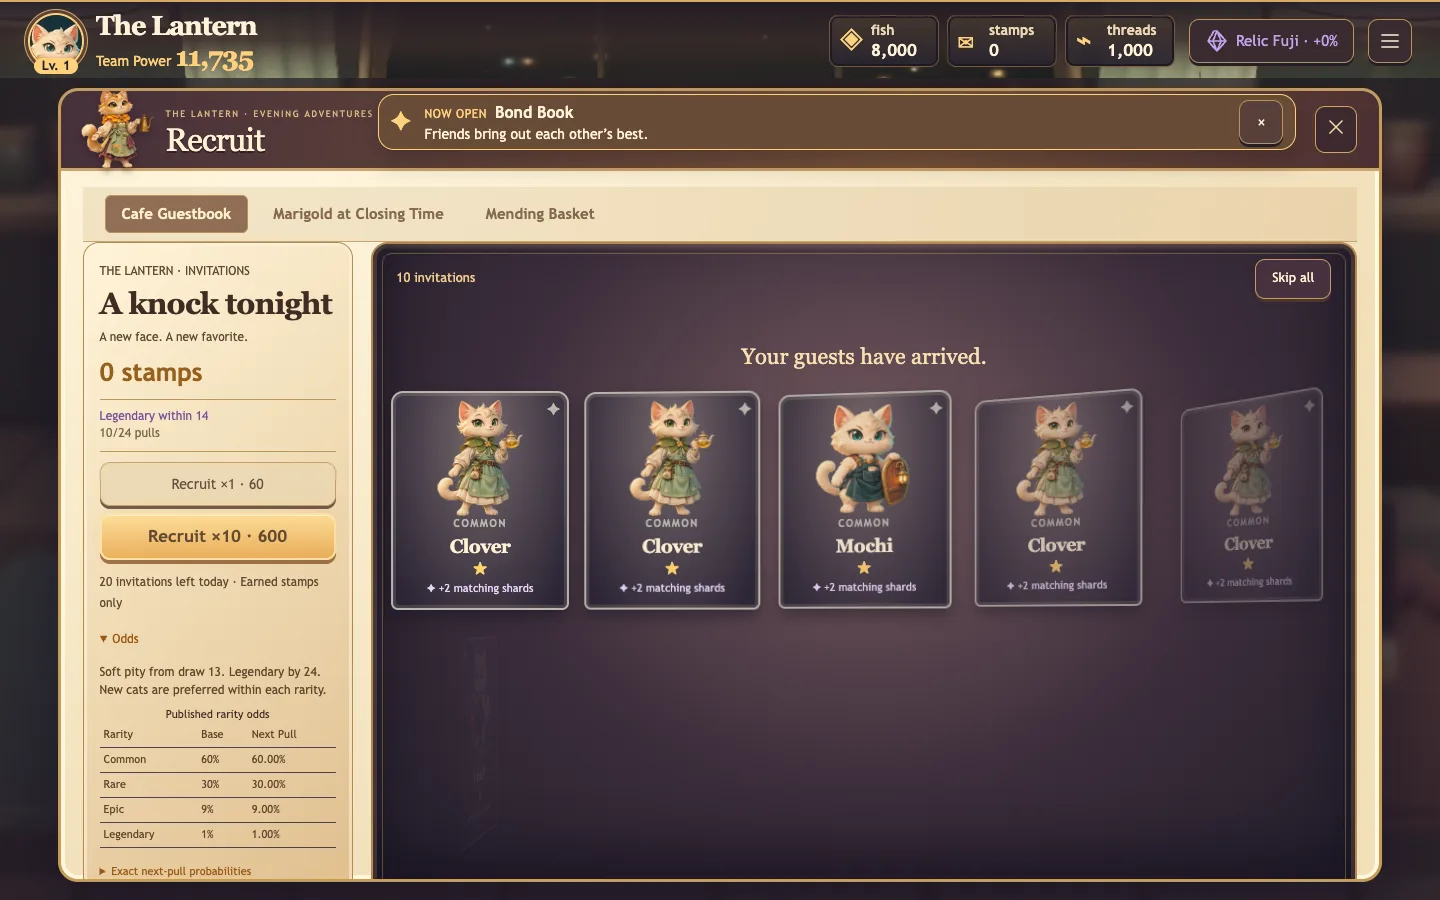 The Lantern
Team Power 11,735
Lv. 1
fish
8,000
stamps
0
threads
1,000
Relic Fuji · +0%
THE LANTERN · EVENING ADVENTURES
Recruit
NOW OPEN Bond Book
Friends bring out each other's best.
×
Cafe Guestbook
Marigold at Closing Time
Mending Basket
THE LANTERN · INVITATIONS
A knock tonight
A new face. A new favorite.
0 stamps
Legendary within 14
10/24 pulls
Recruit ×1 · 60
Recruit ×10 · 600
20 invitations left today · Earned stamps
only
▼ Odds
Soft pity from draw 13. Legendary by 24.
New cats are preferred within each rarity.
Published rarity odds
Rarity Base Next Pull
Common 60% 60.00%
Rare 30% 30.00%
Epic 9% 9.00%
Legendary 1% 1.00%
▶ Exact next-pull probabilities
10 invitations
Skip all
Your guests have arrived.
COMMON
Clover
+2 matching shards
COMMON
Clover
+2 matching shards
COMMON
Mochi
+2 matching shards
COMMON
Clover
+2 matching shards
COMMON
Clover
+2 matching shards